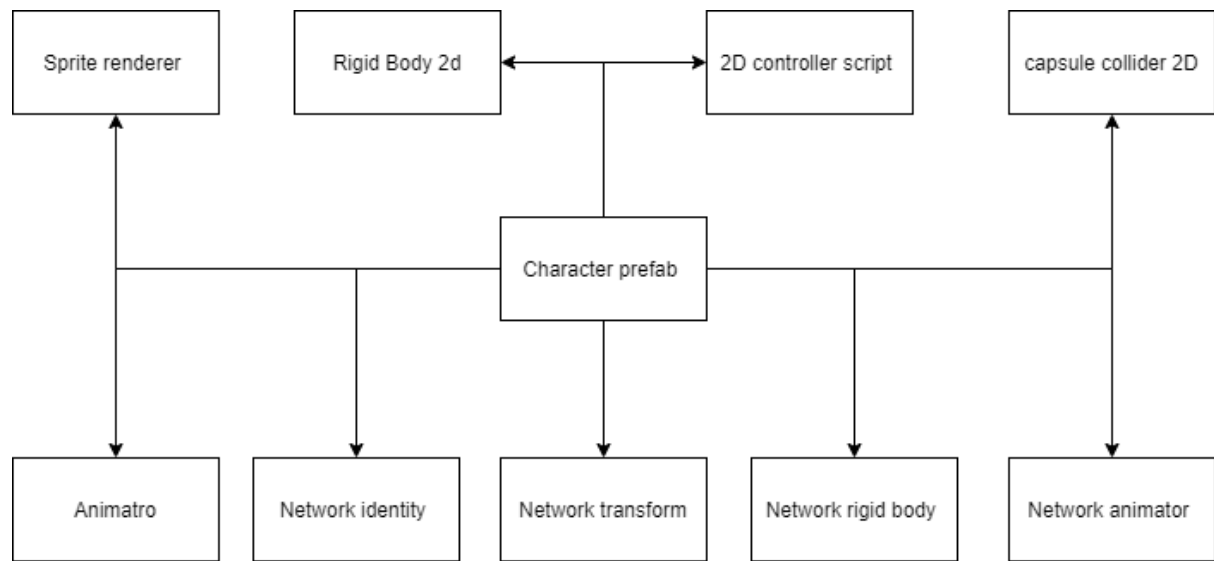 Sprite renderer
Rigid Body 2d
2D controller script
capsule collider 2D
Character prefab
Animatro
Network identity
Network transform
Network rigid body
Network animator